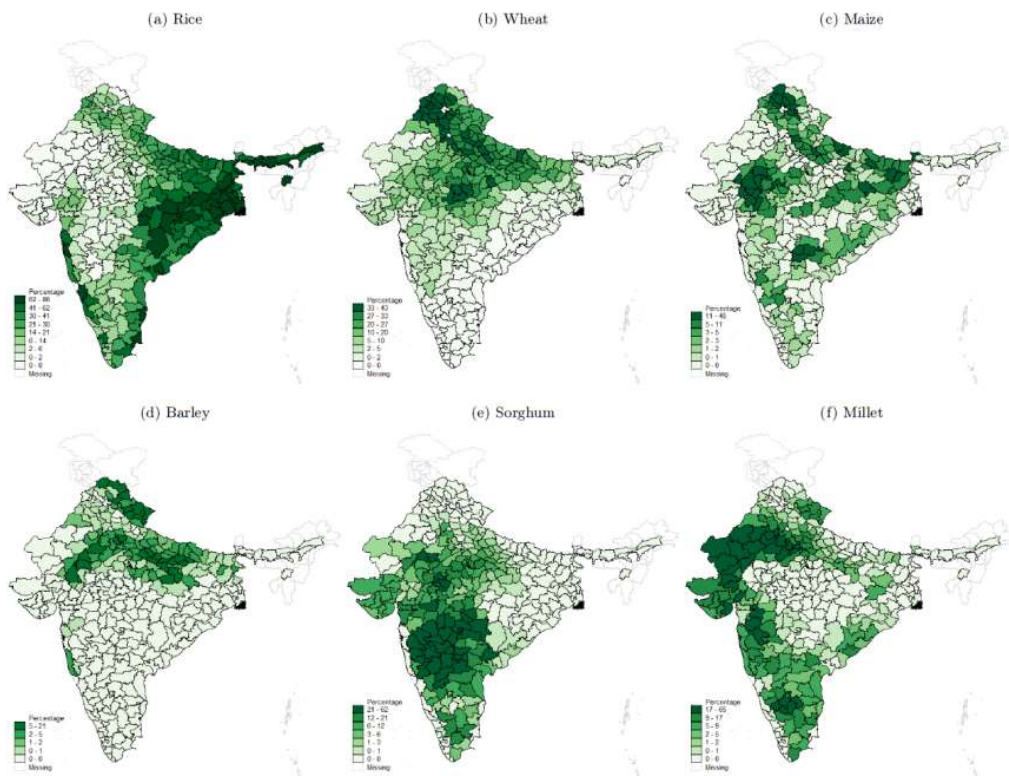 (a) Rice
(b) Wheat
(c) Maize
Percentage
62 - 86
41 - 62
30 - 41
21 - 30
14 - 21
6 - 14
2 - 6
0 - 2
0 - 0
Missing
Percentage
33 - 43
27 - 33
20 - 27
10 - 20
5 - 10
2 - 5
0 - 2
0 - 0
Missing
Percentage
11 - 46
5 - 11
3 - 5
2 - 3
1 - 2
0 - 1
0 - 0
Missing
(d) Barley
(e) Sorghum
(f) Millet
Percentage
5 - 21
2 - 5
1 - 2
0 - 1
0 - 0
Missing
Percentage
21 - 62
12 - 21
6 - 12
3 - 6
1 - 3
0 - 1
0 - 0
Missing
Percentage
17 - 65
9 - 17
5 - 9
2 - 5
1 - 2
0 - 1
0 - 0
Missing